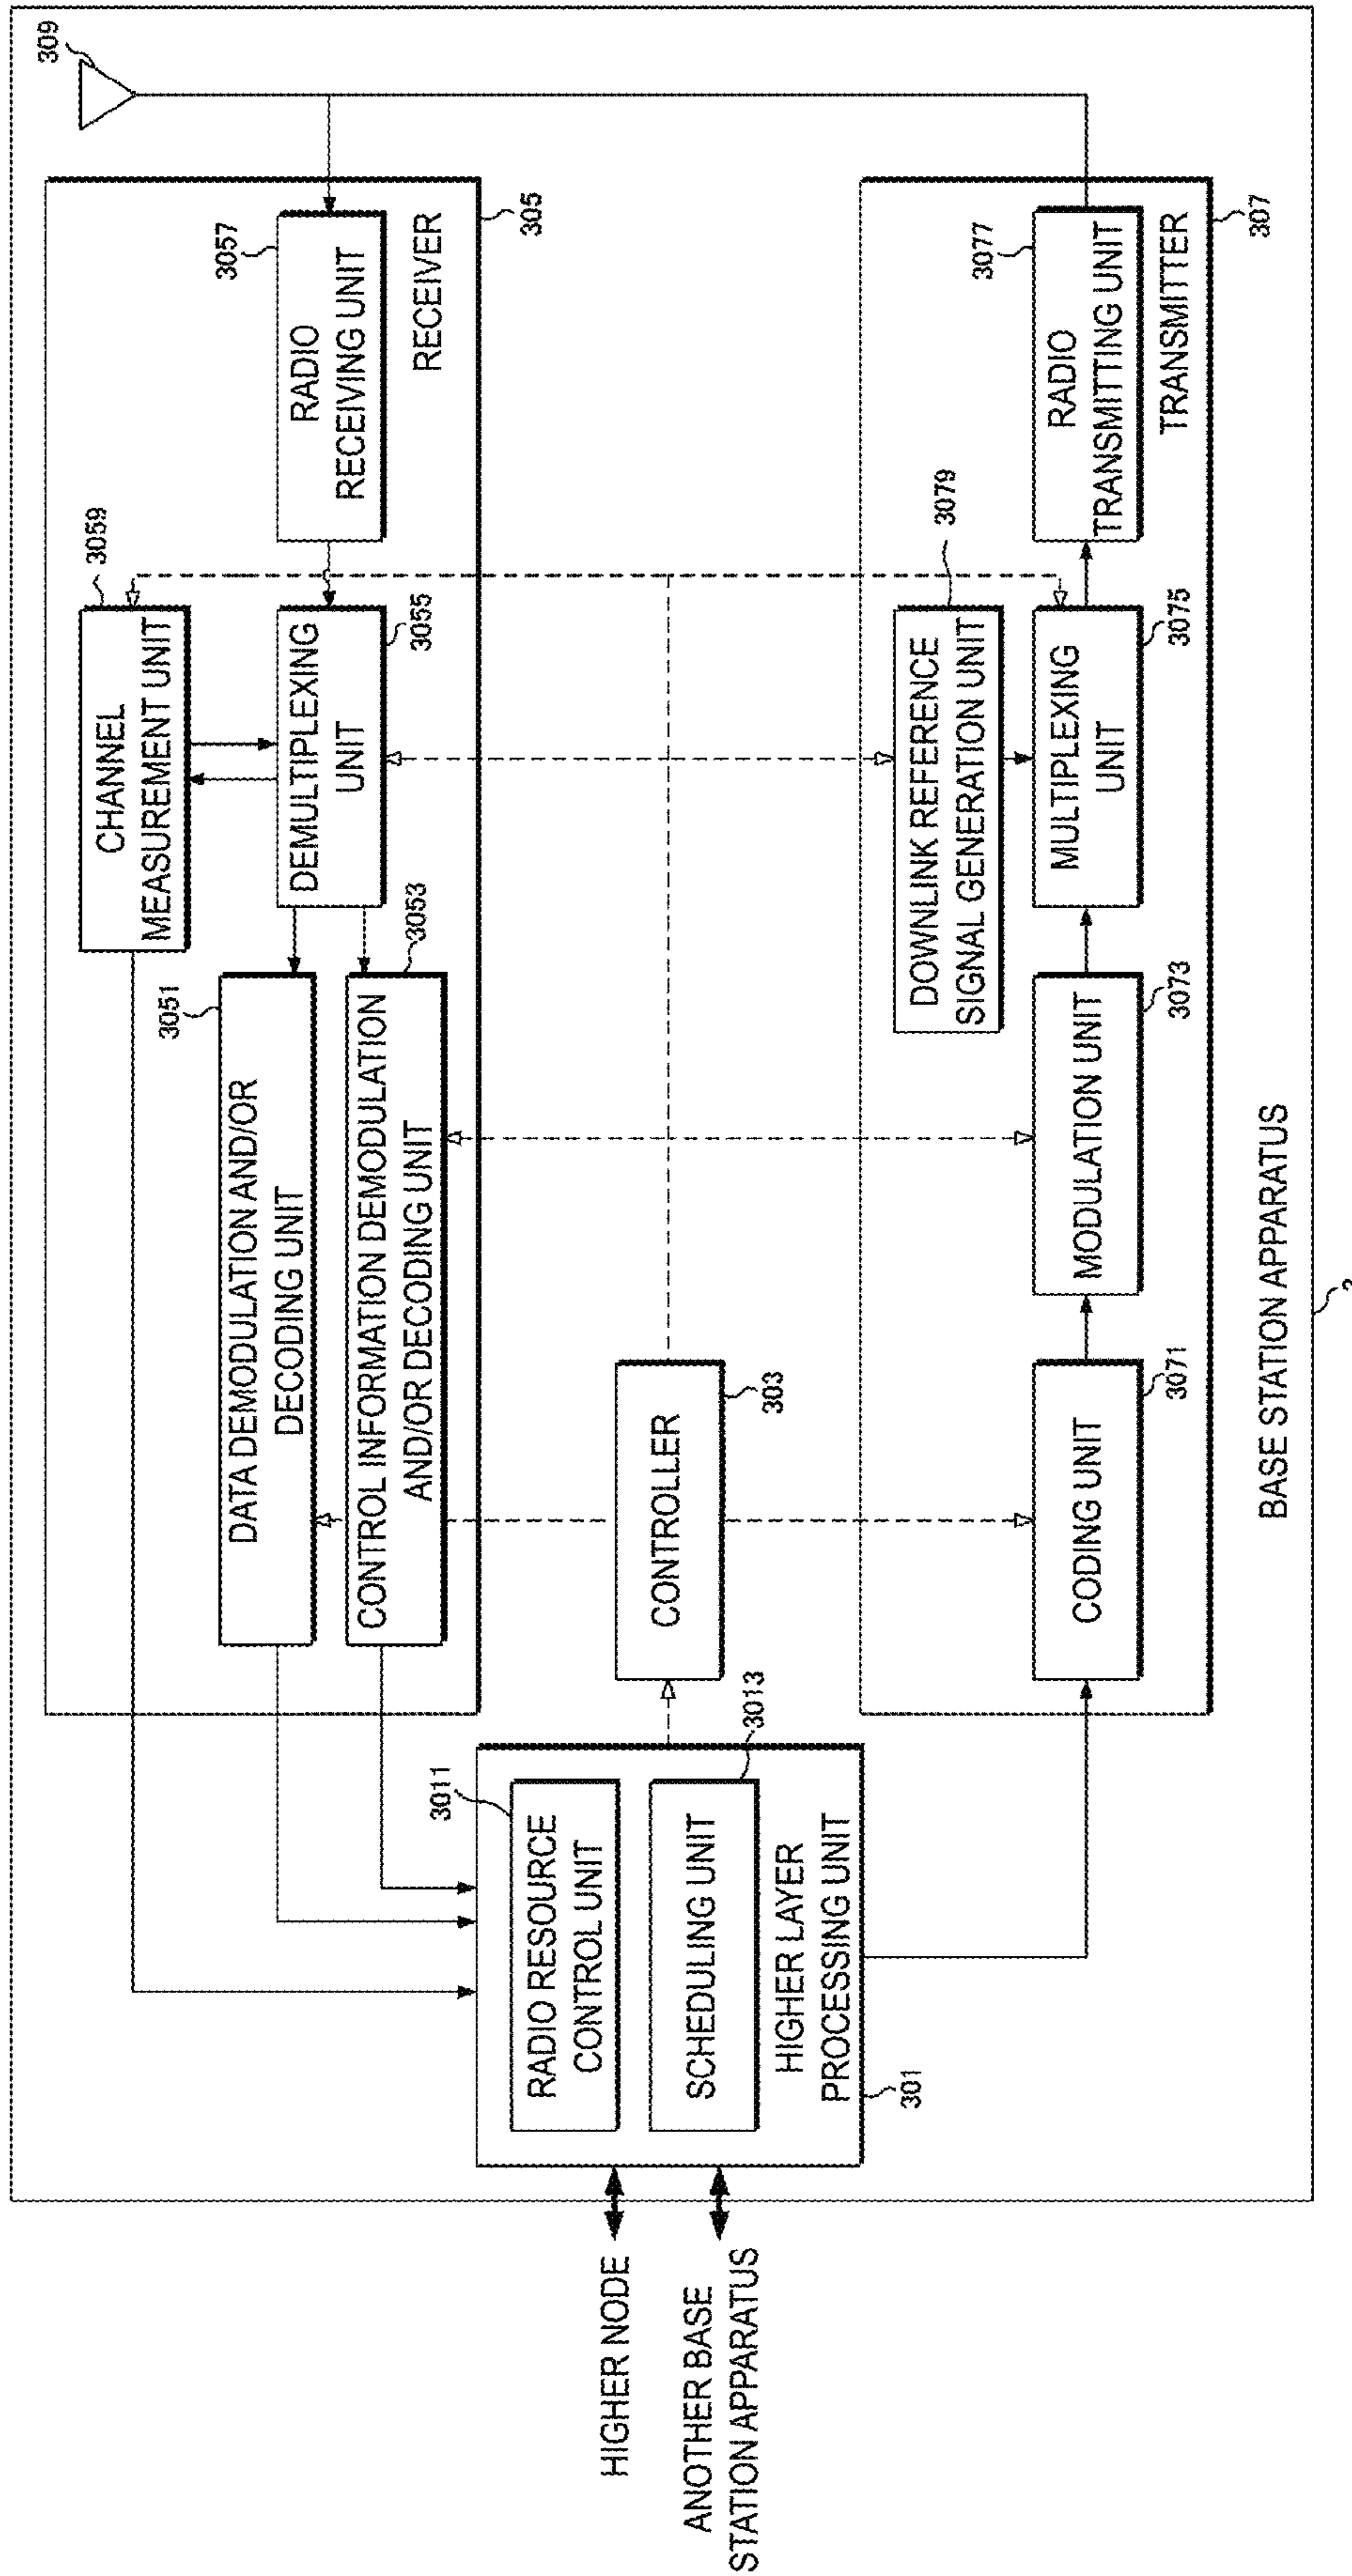 309
3059
CHANNEL
MEASUREMENT UNIT
3057
RADIO
RECEIVING UNIT
3051
DATA DEMODULATION AND/OR
DECODING UNIT
DEMULTIPLEXING
UNIT
3055
CONTROL INFORMATION DEMODULATION
AND/OR DECODING UNIT
3053
RECEIVER
305
3011
RADIO RESOURCE
CONTROL UNIT
3013
SCHEDULING UNIT
HIGHER LAYER
PROCESSING UNIT
301
HIGHER NODE
ANOTHER BASE
STATION APPARATUS
CONTROLLER
303
DOWNLINK REFERENCE
SIGNAL GENERATION UNIT
3079
CODING UNIT
3071
MODULATION UNIT
3073
MULTIPLEXING
UNIT
3075
RADIO
TRANSMITTING UNIT
3077
TRANSMITTER
307
BASE STATION APPARATUS